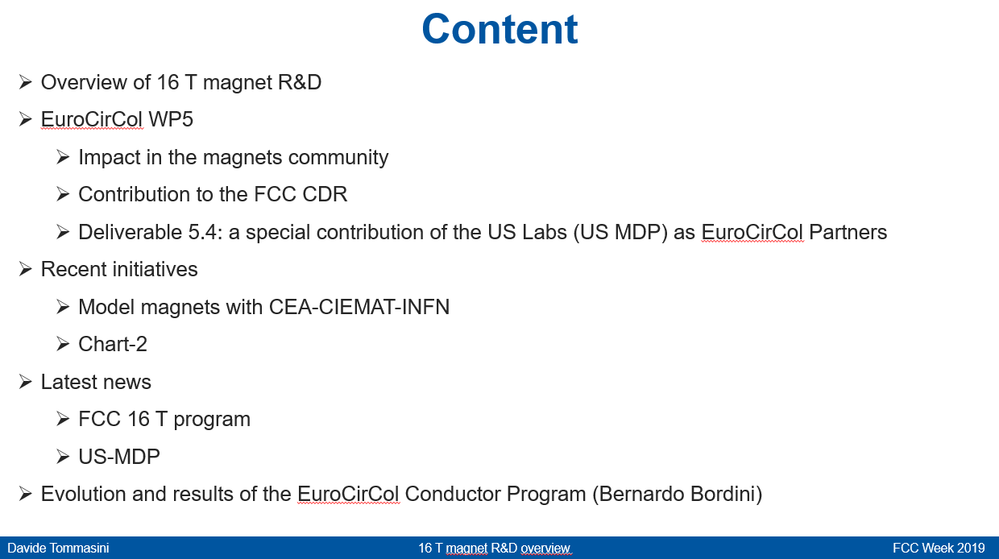 Content
➢ Overview of 16 T magnet R&D
➢ EuroCirCol WP5
➢ Impact in the magnets community
➢ Contribution to the FCC CDR
➢ Deliverable 5.4: a special contribution of the US Labs (US MDP) as EuroCirCol Partners
➢ Recent initiatives
➢ Model magnets with CEA-CIEMAT-INFN
➢ Chart-2
➢ Latest news
➢ FCC 16 T program
➢ US-MDP
➢ Evolution and results of the EuroCirCol Conductor Program (Bernardo Bordini)
Davide Tommasini 16 T magnet R&D overview FCC Week 2019